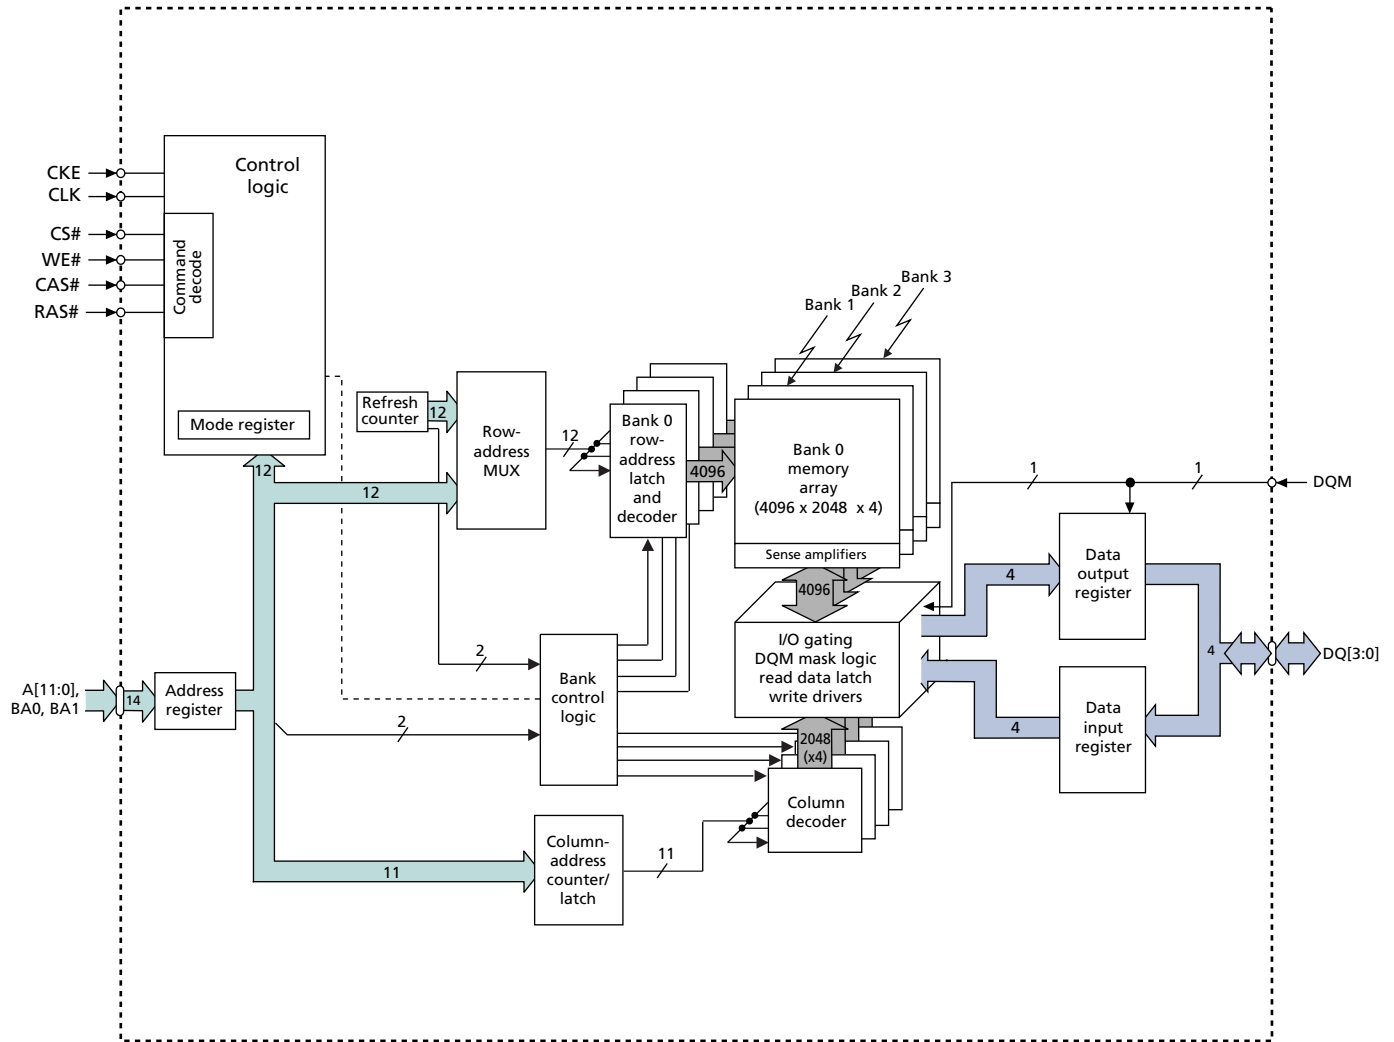 Control
logic
CKE
CLK
CS#
WE#
CAS#
RAS#
Command
decode
Mode register
Bank 3
Bank 2
Bank 1
Refresh
counter
12
Row-
address
MUX
12
Bank 0
row-
address
latch
and
decoder
4096
Bank 0
memory
array
(4096 x 2048 x 4)
Sense amplifiers
12
12
1
1
DQM
Data
output
register
4
4096
I/O gating
DQM mask logic
read data latch
write drivers
2
Bank
control
logic
2
A[11:0],
BA0, BA1
14
Address
register
4
DQ[3:0]
Data
input
register
4
2048
(x4)
Column
decoder
Column-
address
counter/
latch
11
11